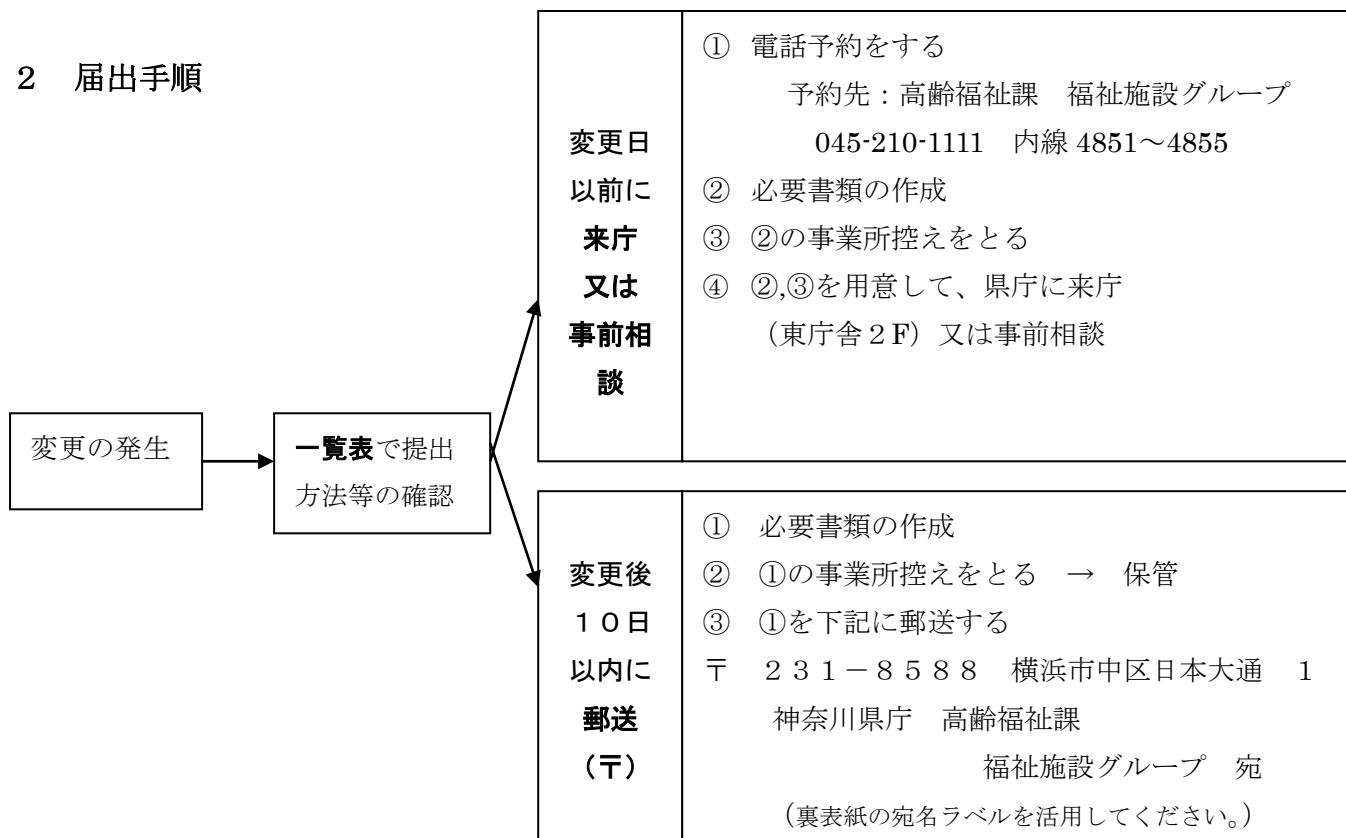 ２　届出手順
変更の発生
一覧表で提出
方法等の確認
変更日
以前に
来庁
又は
事前相
談
① 電話予約をする
予約先：高齢福祉課　福祉施設グループ
045-210-1111　内線 4851～4855
② 必要書類の作成
③ ②の事業所控えをとる
④ ②,③を用意して、県庁に来庁
（東庁舎２F）又は事前相談
変更後
１０日
以内に
郵送
（〒）
①　必要書類の作成
②　①の事業所控えをとる　→　保管
③　①を下記に郵送する
〒　２３１－８５８８　横浜市中区日本大通　１
神奈川県庁　高齢福祉課
福祉施設グループ　宛
（裏表紙の宛名ラベルを活用してください。）